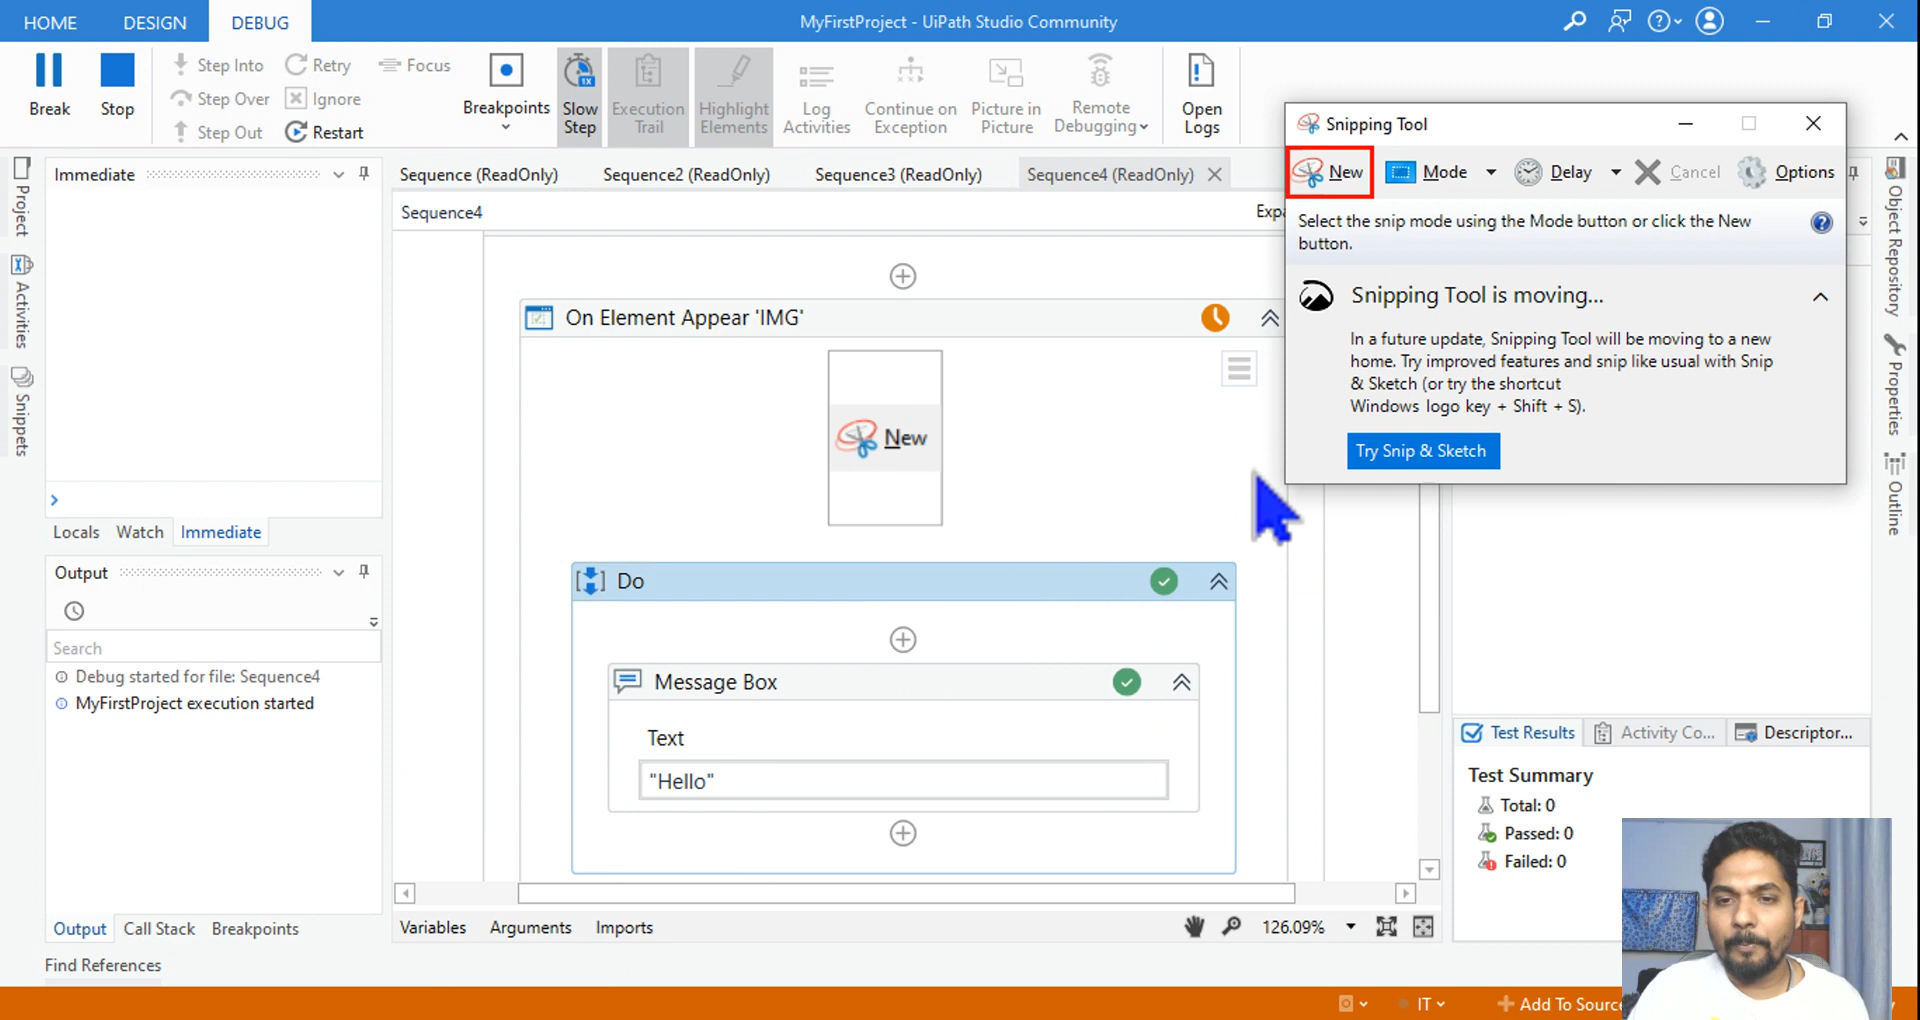 HOME DESIGN DEBUG MyFirstProject - UiPath Studio Community
Break
Stop
Step Into
Step Over
Step Out
Retry
Ignore
Restart
Focus
Breakpoints
Slow
Step
Execution
Trail
Highlight
Elements
Log
Activities
Continue on
Exception
Picture in
Picture
Remote
Debugging
Open
Logs
Project
Activities
Snippets
Immediate
Locals Watch Immediate
Output
Search
Debug started for file: Sequence4
MyFirstProject execution started
Output Call Stack Breakpoints
Find References
Sequence (ReadOnly) Sequence2 (ReadOnly) Sequence3 (ReadOnly) Sequence4 (ReadOnly)
Sequence4
On Element Appear 'IMG'
New
Do
Message Box
Text
"Hello"
Variables Arguments Imports 126.09%
Snipping Tool
New Mode Delay Cancel Options
Select the snip mode using the Mode button or click the New
button.
Snipping Tool is moving...
In a future update, Snipping Tool will be moving to a new
home. Try improved features and snip like usual with Snip
& Sketch (or try the shortcut
Windows logo key + Shift + S).
Try Snip & Sketch
Object Repository
Properties
Outline
Test Results Activity Co... Descriptor...
Test Summary
Total: 0
Passed: 0
Failed: 0
IT Add To Source